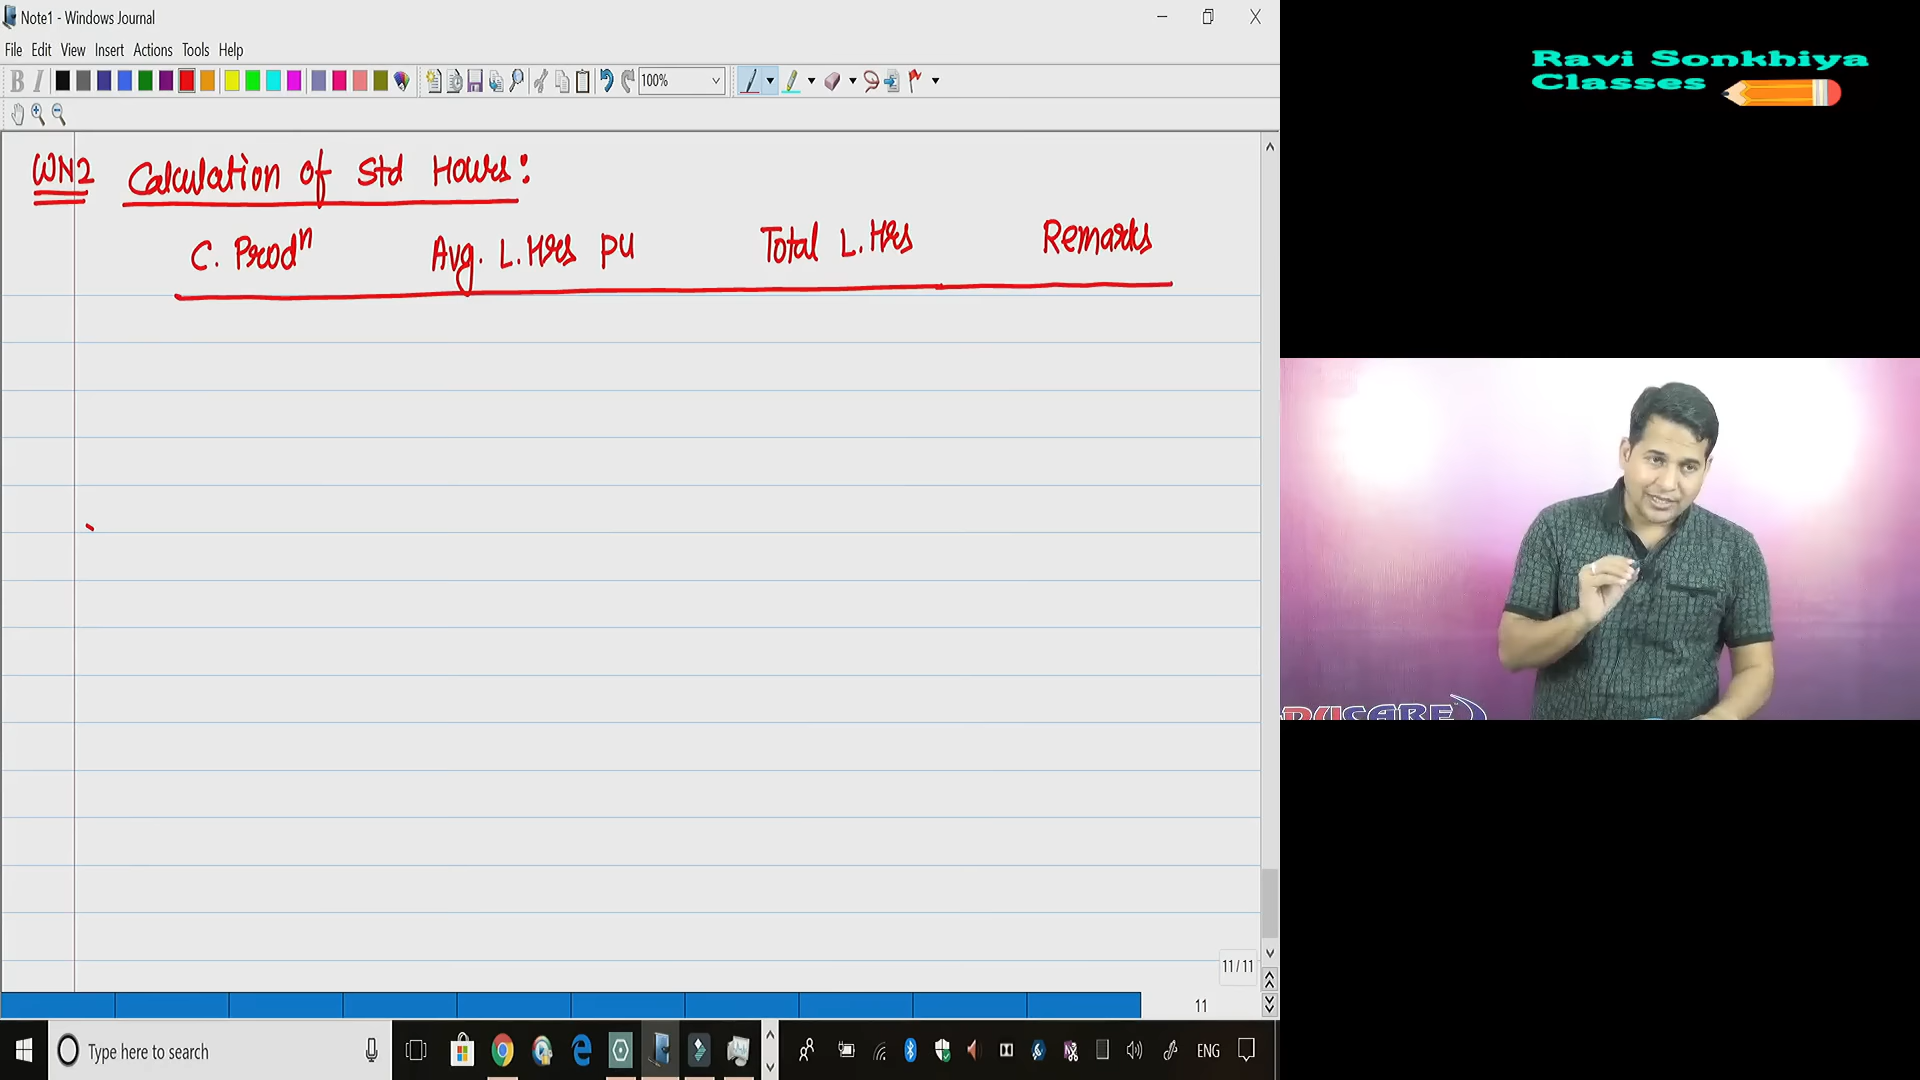 Note1 - Windows Journal
File Edit View Insert Actions Tools Help
B I 100%
WN2 Calculation of Std Hours:
C. Prodⁿ Avg. L.Hrs PU Total L.Hrs Remarks
11/11
11
Type here to search
ENG
Ravi Sonkhiya
Classes